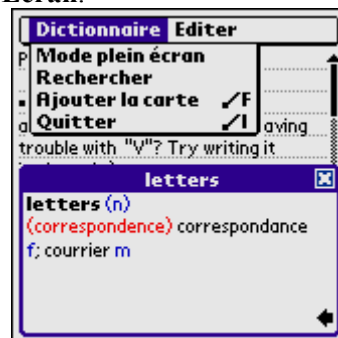 Ecran.
Dictionnaire Editer
P
Mode plein écran
Rechercher
Ajouter la carte /F
a Quitter /I aving
trouble with "V"? Try writing it
letters
letters (n)
(correspondence) correspondance
f; courrier m